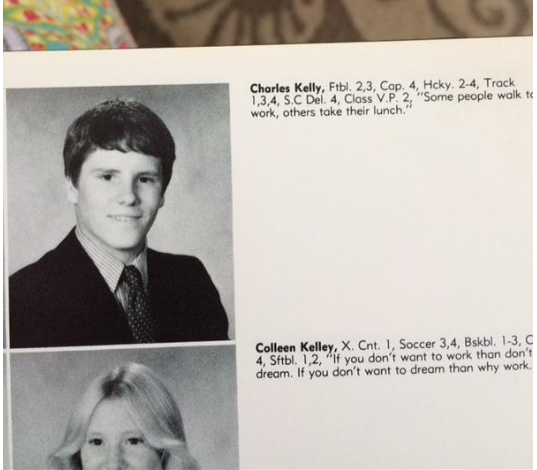 Charles Kelly, Ftbl. 2,3, Cap. 4, Hcky. 2-4, Track
1,3,4, S.C Del. 4, Class V.P. 2, "Some people walk to
work, others take their lunch."
Colleen Kelley, X. Cnt. 1, Soccer 3,4, Bskbl. 1-3, C
4, Sftbl. 1,2, "If you don't want to work than don't
dream. If you don't want to dream than why work.